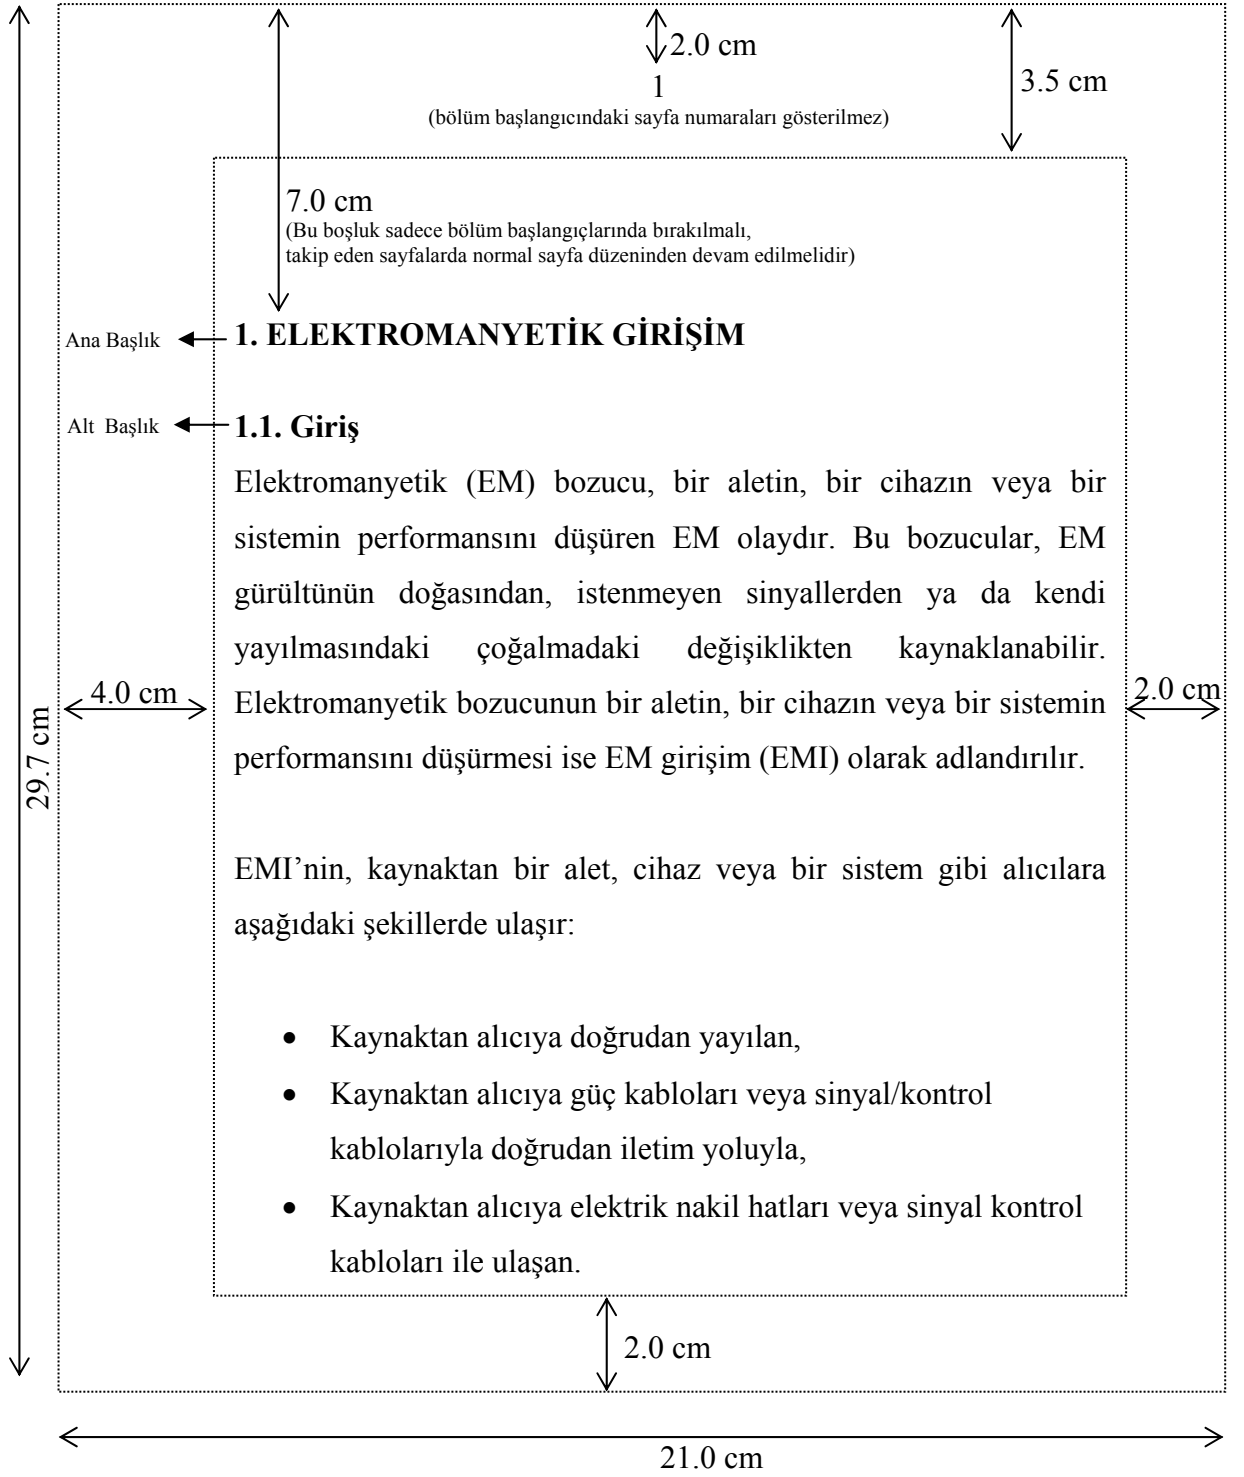 2.0 cm
3.5 cm
1
(bölüm başlangıcındaki sayfa numaraları gösterilmez)
7.0 cm
(Bu boşluk sadece bölüm başlangıçlarında bırakılmalı,
takip eden sayfalarda normal sayfa düzeninden devam edilmelidir)
Ana Başlık
1. ELEKTROMANYETİK GİRİŞİM
Alt Başlık
1.1. Giriş
Elektromanyetik (EM) bozucu, bir aletin, bir cihazın veya bir
sistemin performansını düşüren EM olaydır. Bu bozucular, EM
gürültünün doğasından, istenmeyen sinyallerden ya da kendi
yayılmasındaki çoğalmadaki değişiklikten kaynaklanabilir.
Elektromanyetik bozucunun bir aletin, bir cihazın veya bir sistemin
performansını düşürmesi ise EM girişim (EMI) olarak adlandırılır.
4.0 cm
2.0 cm
29.7 cm
EMI’nin, kaynaktan bir alet, cihaz veya bir sistem gibi alıcılara
aşağıdaki şekillerde ulaşır:
• Kaynaktan alıcıya doğrudan yayılan,
• Kaynaktan alıcıya güç kabloları veya sinyal/kontrol
kablolarıyla doğrudan iletim yoluyla,
• Kaynaktan alıcıya elektrik nakil hatları veya sinyal kontrol
kabloları ile ulaşan.
2.0 cm
21.0 cm